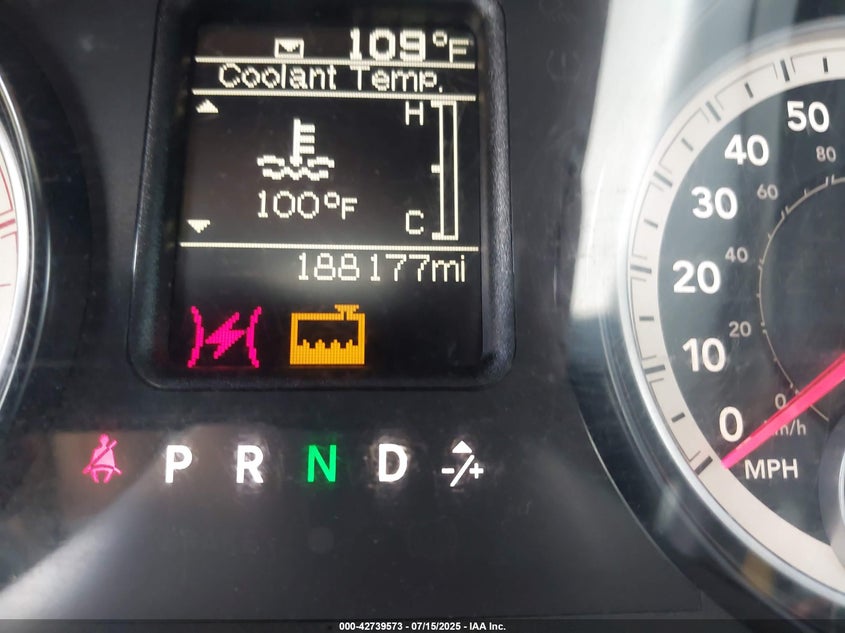 109°F
Coolant Temp.
H
100°F
C
188177mi
P R N D -/+
50
40
30
20
10
0
MPH
80
60
40
20
0
km/h
000-42739573 - 07/15/2025 - IAA Inc.